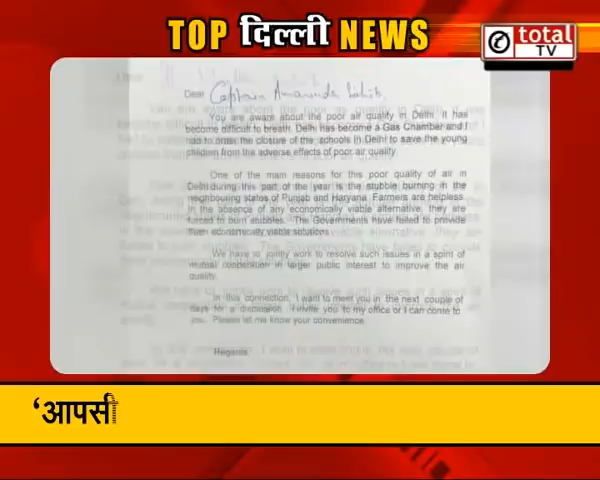 TOP दिल्ली NEWS
total
TV
Dear Captain
You are aware about the poor air quality in Delhi. It has
become difficult to breath. Delhi has become a Gas Chamber and I
had to order the closure of the schools in Delhi to save the young
children from the adverse effects of poor air quality.
One of the main reasons for this poor quality of air in
Delhi during this part of the year is the stubble burning in the
neighbouring states of Punjab and Haryana. Farmers are helpless.
In the absence of any economically viable alternative, they are
forced to burn stubbles. The Governments have failed to provide
them economically viable solutions.
We have to jointly work to resolve such issues in a spirit of
mutual cooperation in larger public interest to improve the air
quality.
In this connection, I want to meet you in the next couple of
days for a discussion. I invite you to my office or I can come to
you. Please let me know your convenience.
Regards.
‘आपसी